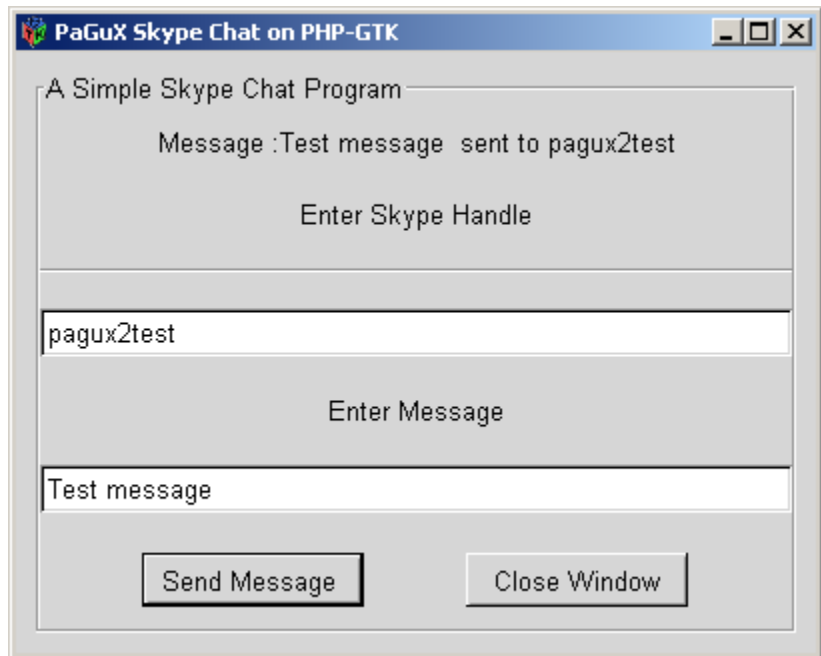 PaGuX Skype Chat on PHP-GTK
A Simple Skype Chat Program
Message :Test message  sent to pagux2test
Enter Skype Handle
pagux2test
Enter Message
Test message
Send Message Close Window